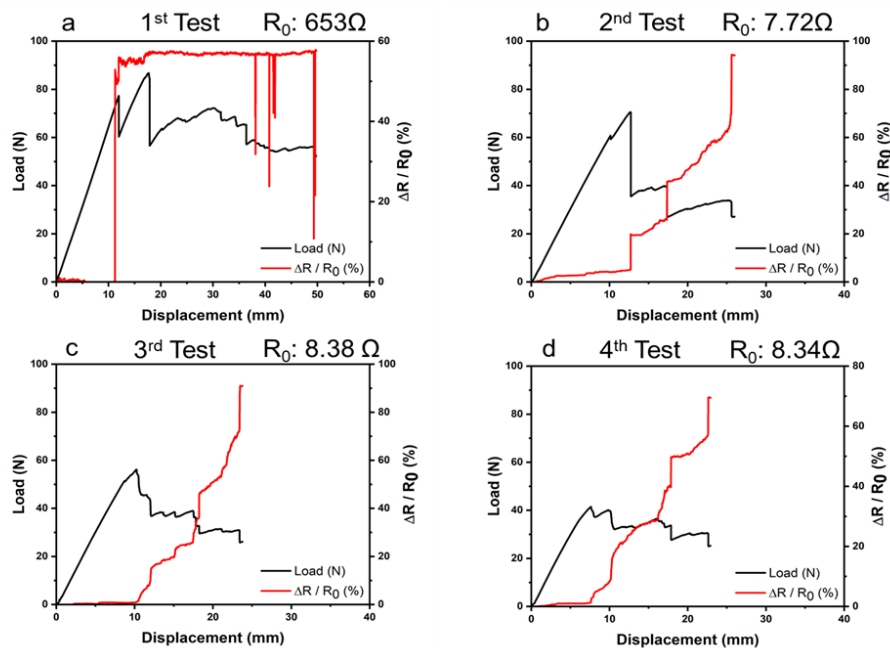 a 1st Test R0: 653Ω
100
80
60
40
20
0
Load (N)
60
50
40
30
20
10
0
ΔR / R0 (%)
Load (N)
ΔR / R0 (%)
0 10 20 30 40 50 60
Displacement (mm)
b 2nd Test R0: 7.72Ω
100
80
60
40
20
0
Load (N)
100
80
60
40
20
0
ΔR / R0 (%)
Load (N)
ΔR / R0 (%)
0 10 20 30 40
Displacement (mm)
c 3rd Test R0: 8.38 Ω
100
80
60
40
20
0
Load (N)
100
80
60
40
20
0
ΔR / R0 (%)
Load (N)
ΔR / R0 (%)
0 10 20 30 40
Displacement (mm)
d 4th Test R0: 8.34Ω
100
80
60
40
20
0
Load (N)
80
60
40
20
0
ΔR / R0 (%)
Load (N)
ΔR / R0 (%)
0 10 20 30 40
Displacement (mm)